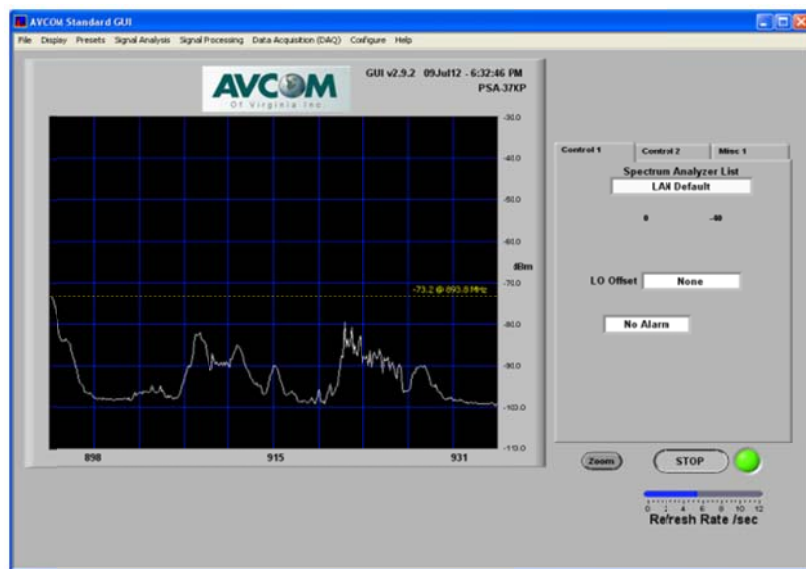 AVCOM Standard GUI
File Display Presets Signal Analysis Signal Processing Data Acquisition (DAQ) Configure Help
AVCOM
Of Virginia Inc.
GUI v2.9.2 09Jul12 - 6:32:46 PM
PSA-37XP
-30.0
-40.0
-50.0
-60.0
dBm
-70.0
-80.0
-90.0
-100.0
-110.0
-73.2 @ 893.8 MHz
898 915 931
Control 1 Control 2 Misc 1
Spectrum Analyzer List
LAN Default
0 -60
LO Offset None
No Alarm
Zoom STOP
0 2 4 6 8 10 12
Refresh Rate /sec